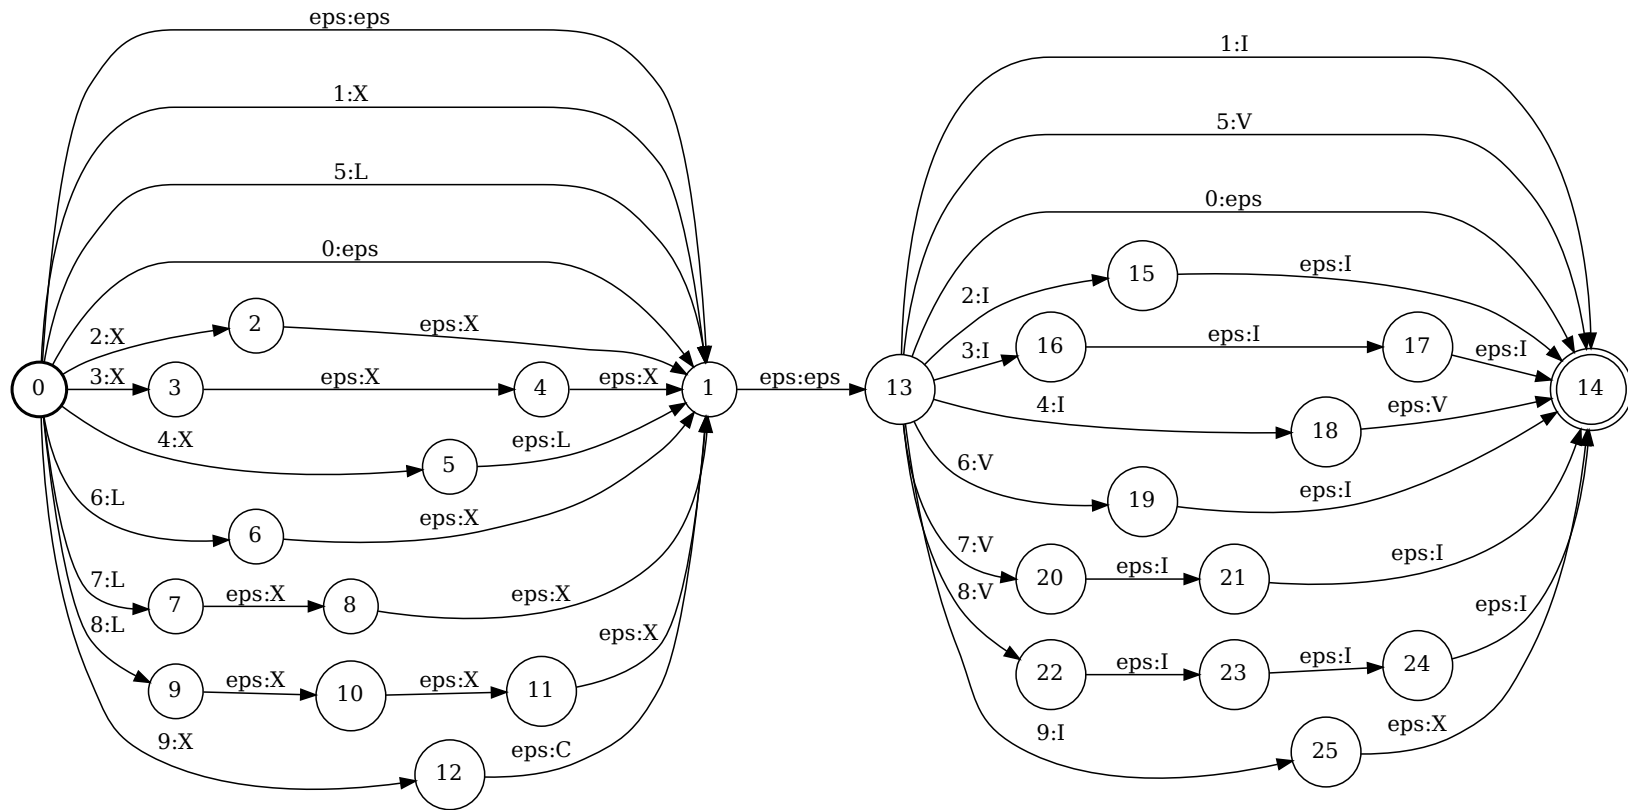 eps:eps
1:I
1:X
5:V
5:L
0:eps
0:eps
15
eps:I
2:I
2:X
2
eps:X
3:I
16
eps:I
17
eps:I
0
3:X
3
eps:X
4
eps:X
1
eps:eps
13
14
4:I
18
eps:V
4:X
5
eps:L
6:V
19
eps:I
6:L
6
eps:X
7:V
20
eps:I
21
eps:I
7:L
7
eps:X
8
eps:X
8:V
22
eps:I
23
eps:I
24
eps:I
8:L
9
eps:X
10
eps:X
11
eps:X
9:X
12
eps:C
9:I
25
eps:X